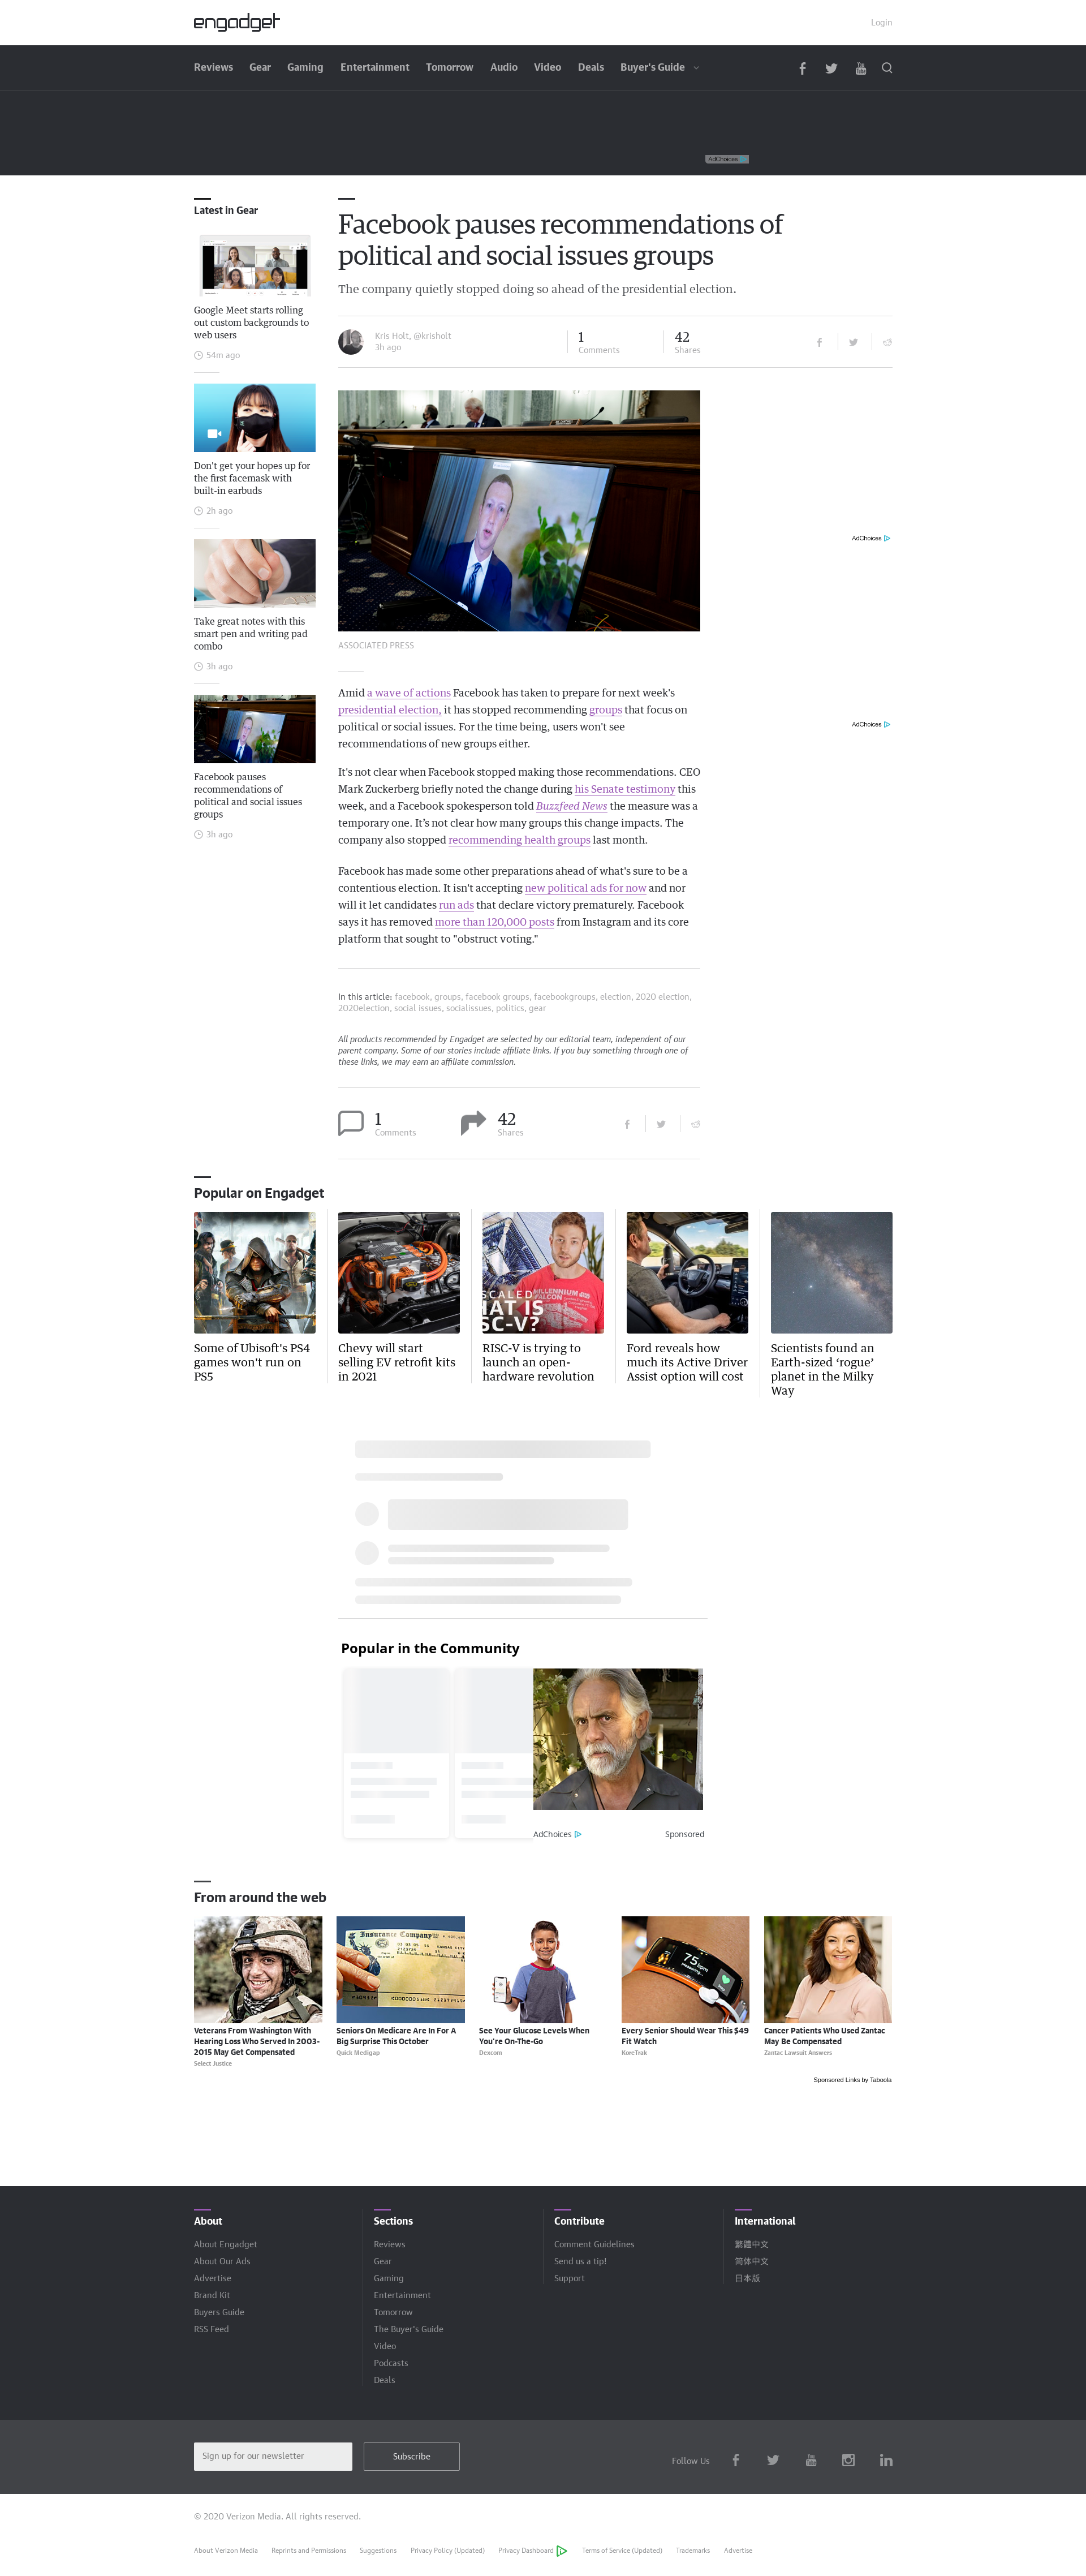 engadget
Login
Reviews Gear Gaming Entertainment Tomorrow Audio Video Deals Buyer's Guide
AdChoices
Latest in Gear
Google Meet starts rolling
out custom backgrounds to
web users
54m ago
Don't get your hopes up for
the first facemask with
built-in earbuds
2h ago
Take great notes with this
smart pen and writing pad
combo
3h ago
Facebook pauses
recommendations of
political and social issues
groups
3h ago
Facebook pauses recommendations of
political and social issues groups
The company quietly stopped doing so ahead of the presidential election.
Kris Holt, @krisholt
3h ago
1
Comments
42
Shares
ASSOCIATED PRESS
AdChoices
AdChoices
Amid a wave of actions Facebook has taken to prepare for next week's
presidential election, it has stopped recommending groups that focus on
political or social issues. For the time being, users won't see
recommendations of new groups either.
It's not clear when Facebook stopped making those recommendations. CEO
Mark Zuckerberg briefly noted the change during his Senate testimony this
week, and a Facebook spokesperson told Buzzfeed News the measure was a
temporary one. It's not clear how many groups this change impacts. The
company also stopped recommending health groups last month.
Facebook has made some other preparations ahead of what's sure to be a
contentious election. It isn't accepting new political ads for now and nor
will it let candidates run ads that declare victory prematurely. Facebook
says it has removed more than 120,000 posts from Instagram and its core
platform that sought to "obstruct voting."
In this article: facebook, groups, facebook groups, facebookgroups, election, 2020 election,
2020election, social issues, socialissues, politics, gear
All products recommended by Engadget are selected by our editorial team, independent of our
parent company. Some of our stories include affiliate links. If you buy something through one of
these links, we may earn an affiliate commission.
1
Comments
42
Shares
Popular on Engadget
Some of Ubisoft's PS4
games won't run on
PS5
Chevy will start
selling EV retrofit kits
in 2021
SCALED
HAT IS
SC-V?
MILLENNIUM
FALCON
RISC-V is trying to
launch an open-
hardware revolution
Ford reveals how
much its Active Driver
Assist option will cost
Scientists found an
Earth-sized ‘rogue’
planet in the Milky
Way
Popular in the Community
AdChoices
Sponsored
From around the web
Insurance Company
75 bpm
Veterans From Washington With
Hearing Loss Who Served In 2003-
2015 May Get Compensated
Select Justice
Seniors On Medicare Are In For A
Big Surprise This October
Quick Medigap
See Your Glucose Levels When
You're On-The-Go
Dexcom
Every Senior Should Wear This $49
Fit Watch
KoreTrak
Cancer Patients Who Used Zantac
May Be Compensated
Zantac Lawsuit Answers
Sponsored Links by Taboola
About
About Engadget
About Our Ads
Advertise
Brand Kit
Buyers Guide
RSS Feed
Sections
Reviews
Gear
Gaming
Entertainment
Tomorrow
The Buyer's Guide
Video
Podcasts
Deals
Contribute
Comment Guidelines
Send us a tip!
Support
International
繁體中文
简体中文
日本版
Sign up for our newsletter
Subscribe
Follow Us
© 2020 Verizon Media. All rights reserved.
About Verizon Media Reprints and Permissions Suggestions Privacy Policy (Updated) Privacy Dashboard Terms of Service (Updated) Trademarks Advertise